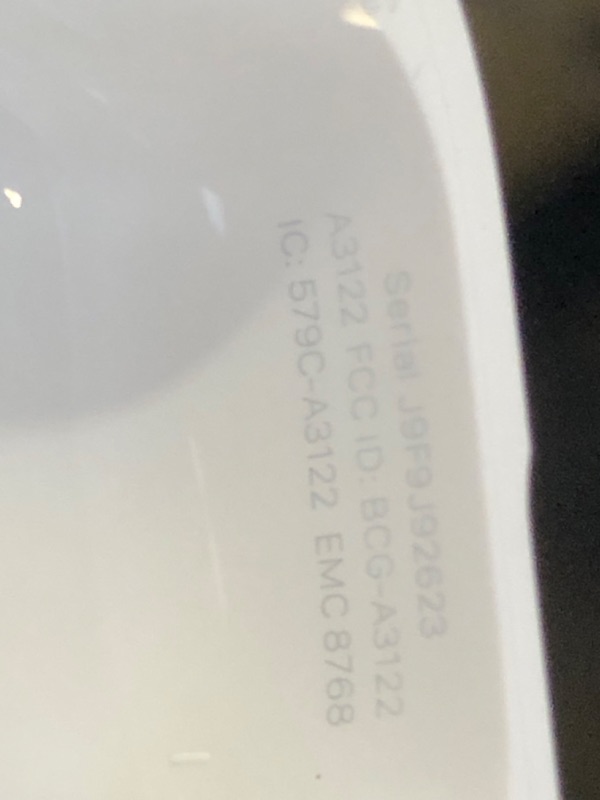 Serial J9F9J92623
A3122 FCC ID: BCG-A3122
IC: 579C-A3122 EMC 8768